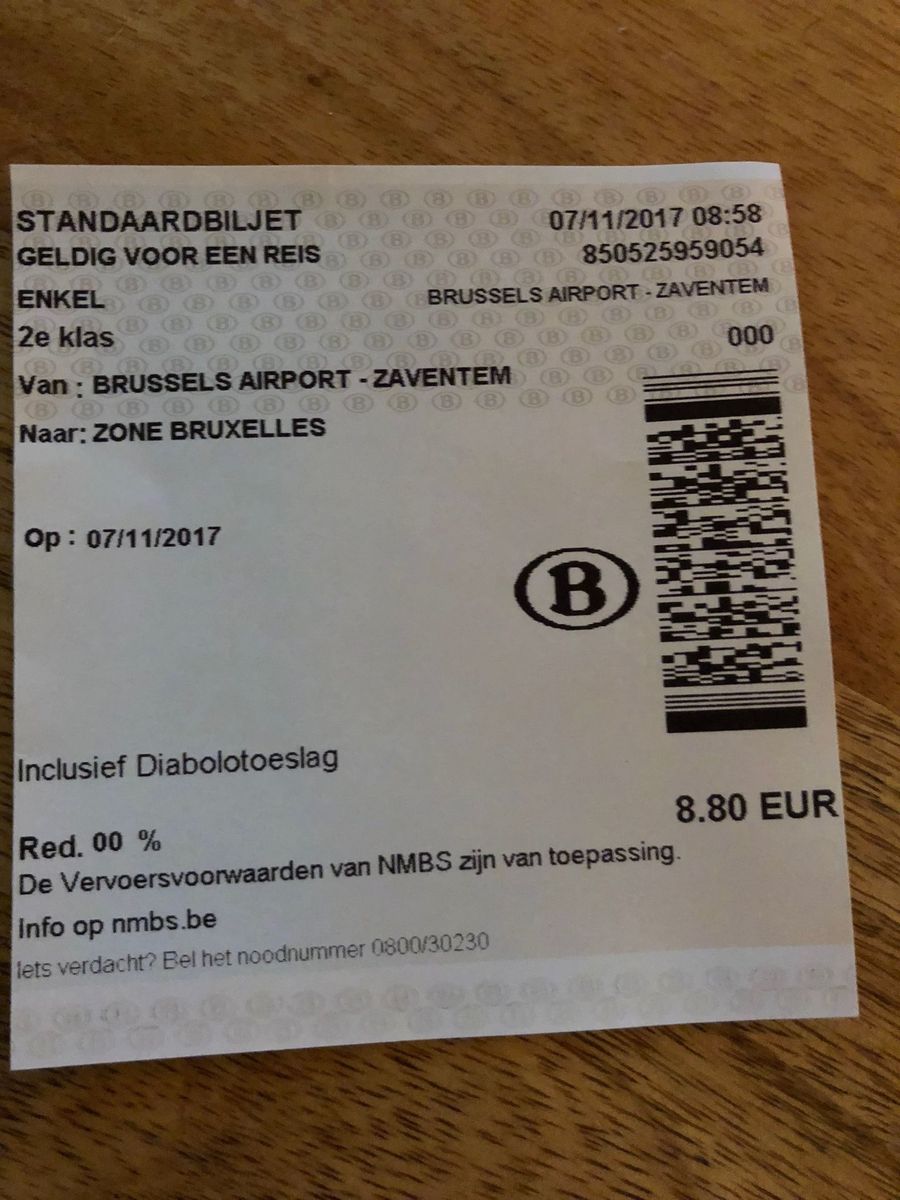 STANDAARDBILJET 07/11/2017 08:58
GELDIG VOOR EEN REIS 850525959054
ENKEL BRUSSELS AIRPORT - ZAVENTEM
2e klas 000
Van : BRUSSELS AIRPORT - ZAVENTEM
Naar: ZONE BRUXELLES
Op : 07/11/2017
B
Inclusief Diabolotoeslag
8.80 EUR
Red. 00 %
De Vervoersvoorwaarden van NMBS zijn van toepassing.
Info op nmbs.be
Iets verdacht? Bel het noodnummer 0800/30230